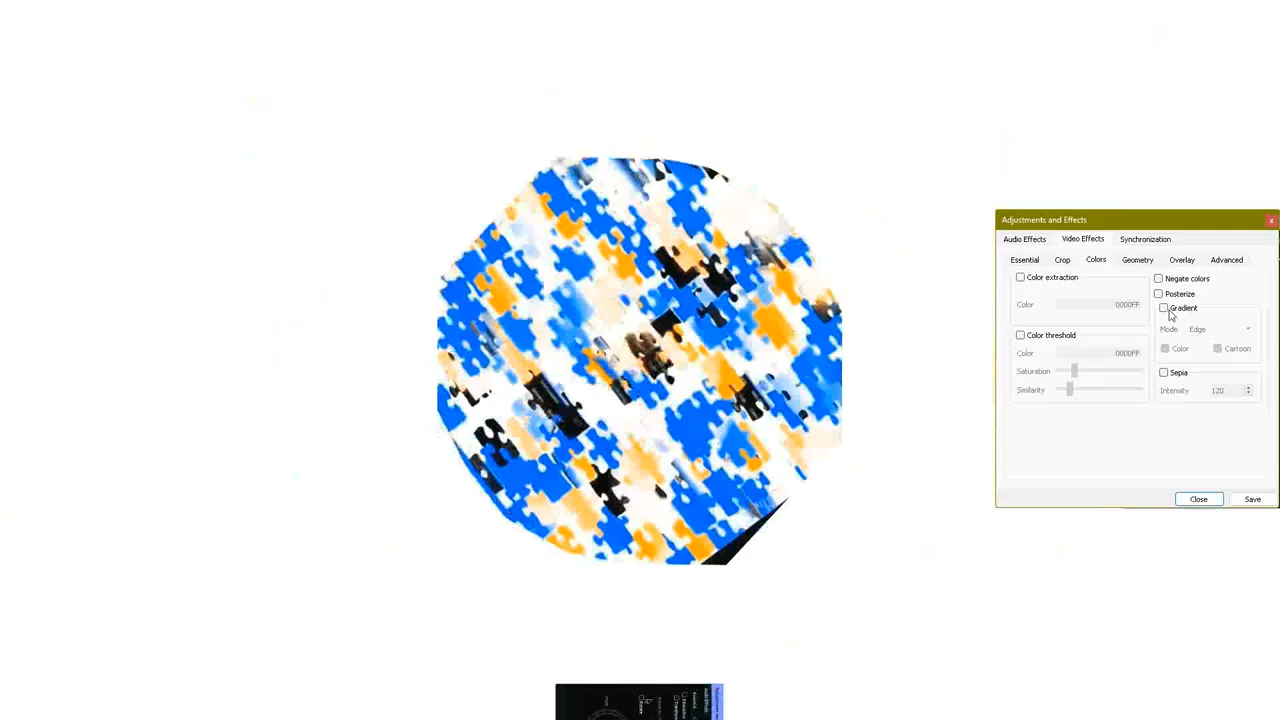 Adjustments and Effects
Audio Effects Video Effects Synchronization
Essential Crop Colors Geometry Overlay Advanced
Color extraction
Color 0000FF
Color threshold
Color 0000FF
Saturation
Similarity
Negate colors
Posterize
Gradient
Mode Edge
Color Cartoon
Sepia
Intensity 120
Close Save